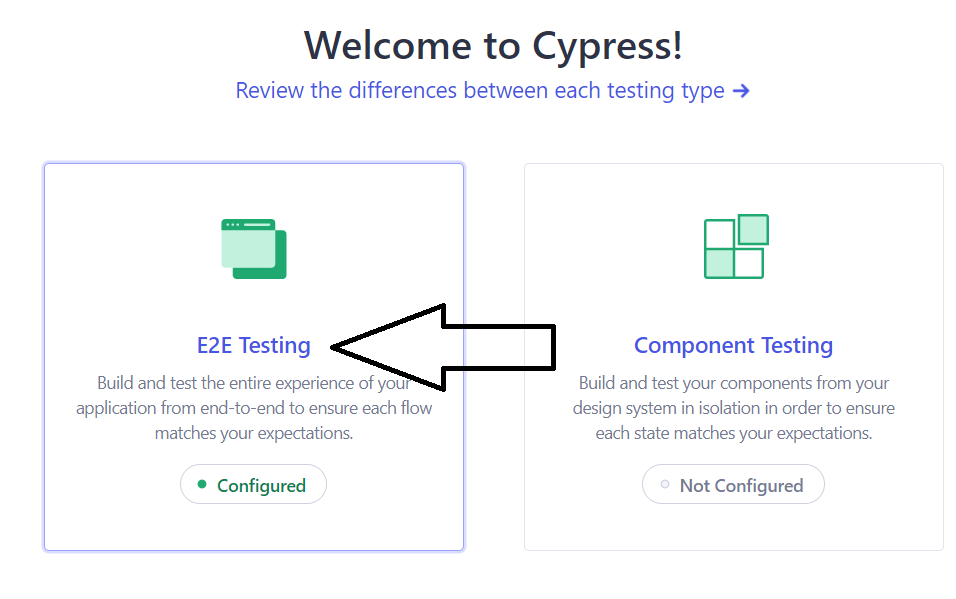 Welcome to Cypress!
Review the differences between each testing type →
E2E Testing
Build and test the entire experience of your
application from end-to-end to ensure each flow
matches your expectations.
Configured
Component Testing
Build and test your components from your
design system in isolation in order to ensure
each state matches your expectations.
Not Configured